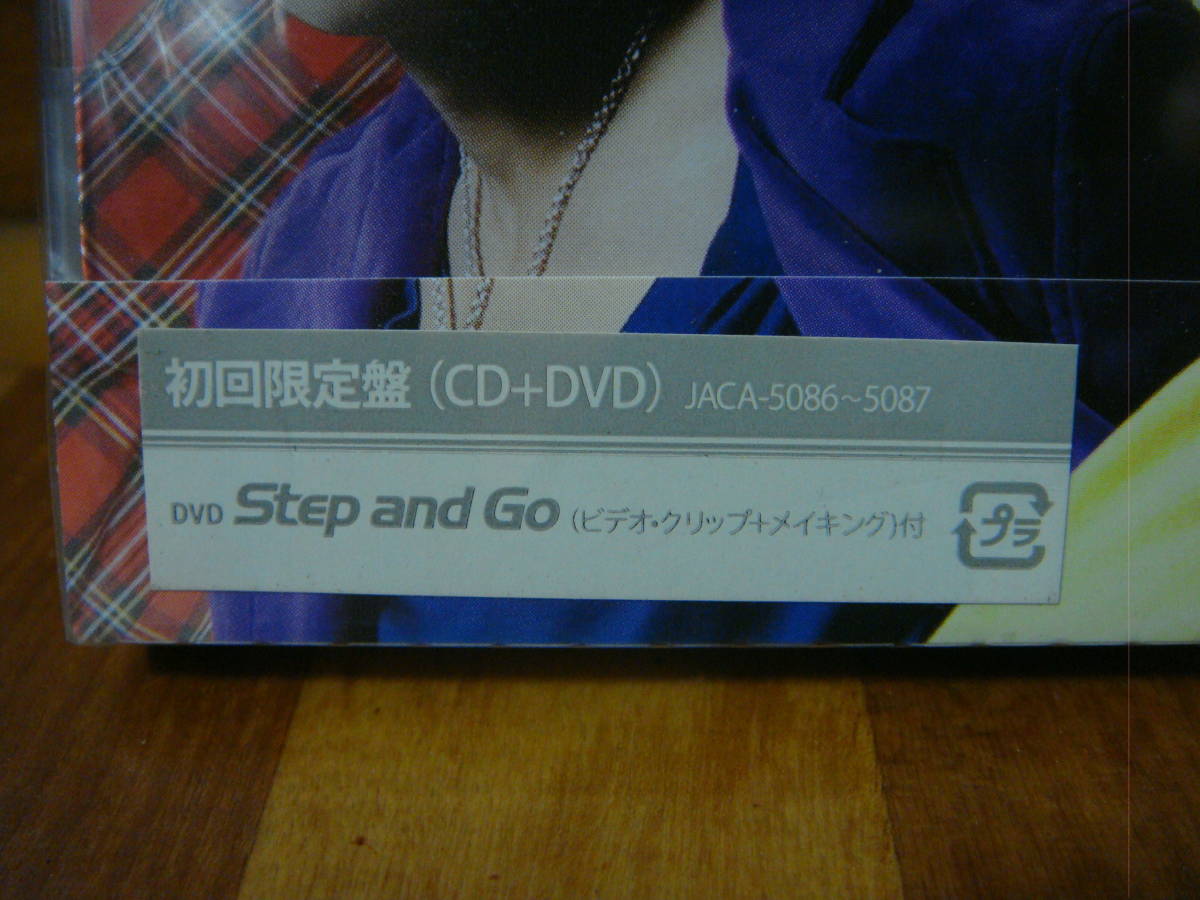 初回限定盤(CD+DVD) JACA-5086~5087
DVD Step and Go (ビデオ・クリップ+メイキング)付
プラ